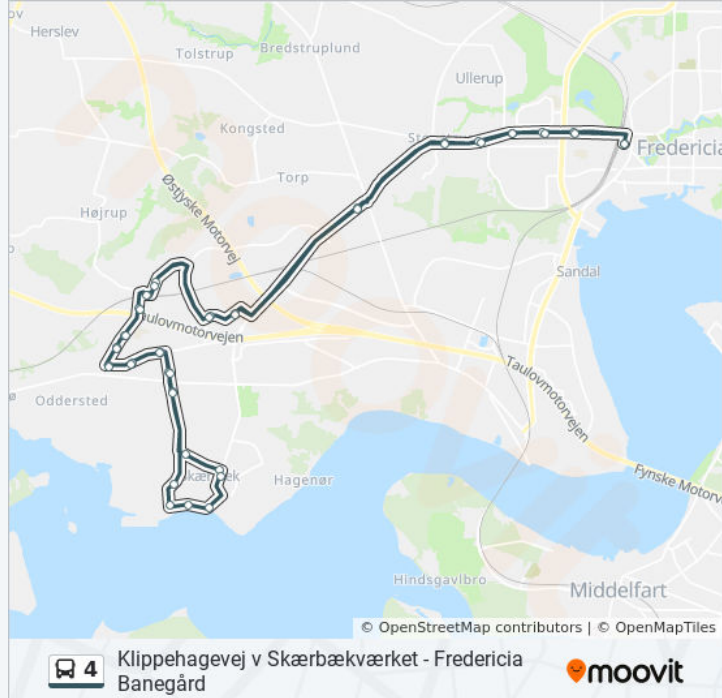 Herslev
Tolstrup
Bredstruplund
Ullerup
Kongsted
Fredericia
Torp
Østjyske Motorvej
Højrup
Sandal
Taulovmotorvejen
Taulovmotorvejen
Oddersted
Fynske Motorv
Hagenør
Hindsgavlbro
Middelfart
© OpenStreetMap contributors | © OpenMapTiles
4
Klippehagevej v Skærbækværket - Fredericia
Banegård
moovit